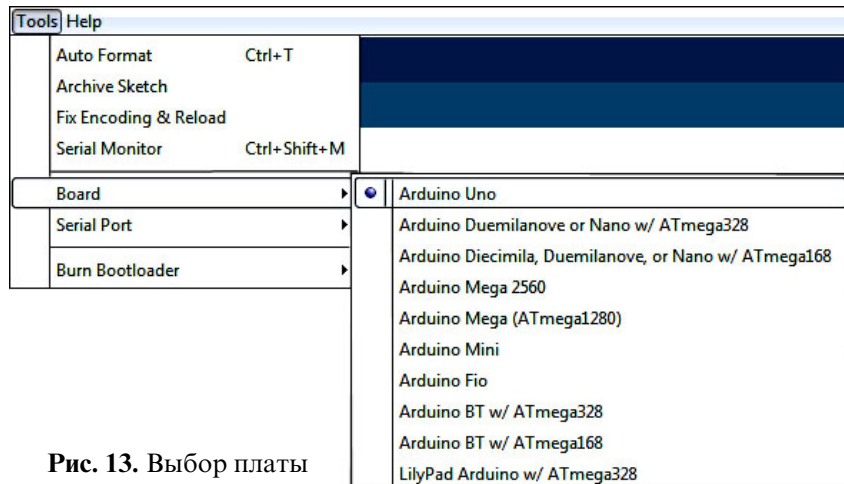 Tools Help
Auto Format Ctrl+T
Archive Sketch
Fix Encoding & Reload
Serial Monitor Ctrl+Shift+M
Board
Serial Port
Burn Bootloader
Arduino Uno
Arduino Duemilanove or Nano w/ ATmega328
Arduino Diecimila, Duemilanove, or Nano w/ ATmega168
Arduino Mega 2560
Arduino Mega (ATmega1280)
Arduino Mini
Arduino Fio
Arduino BT w/ ATmega328
Arduino BT w/ ATmega168
LilyPad Arduino w/ ATmega328
Рис. 13. Выбор платы